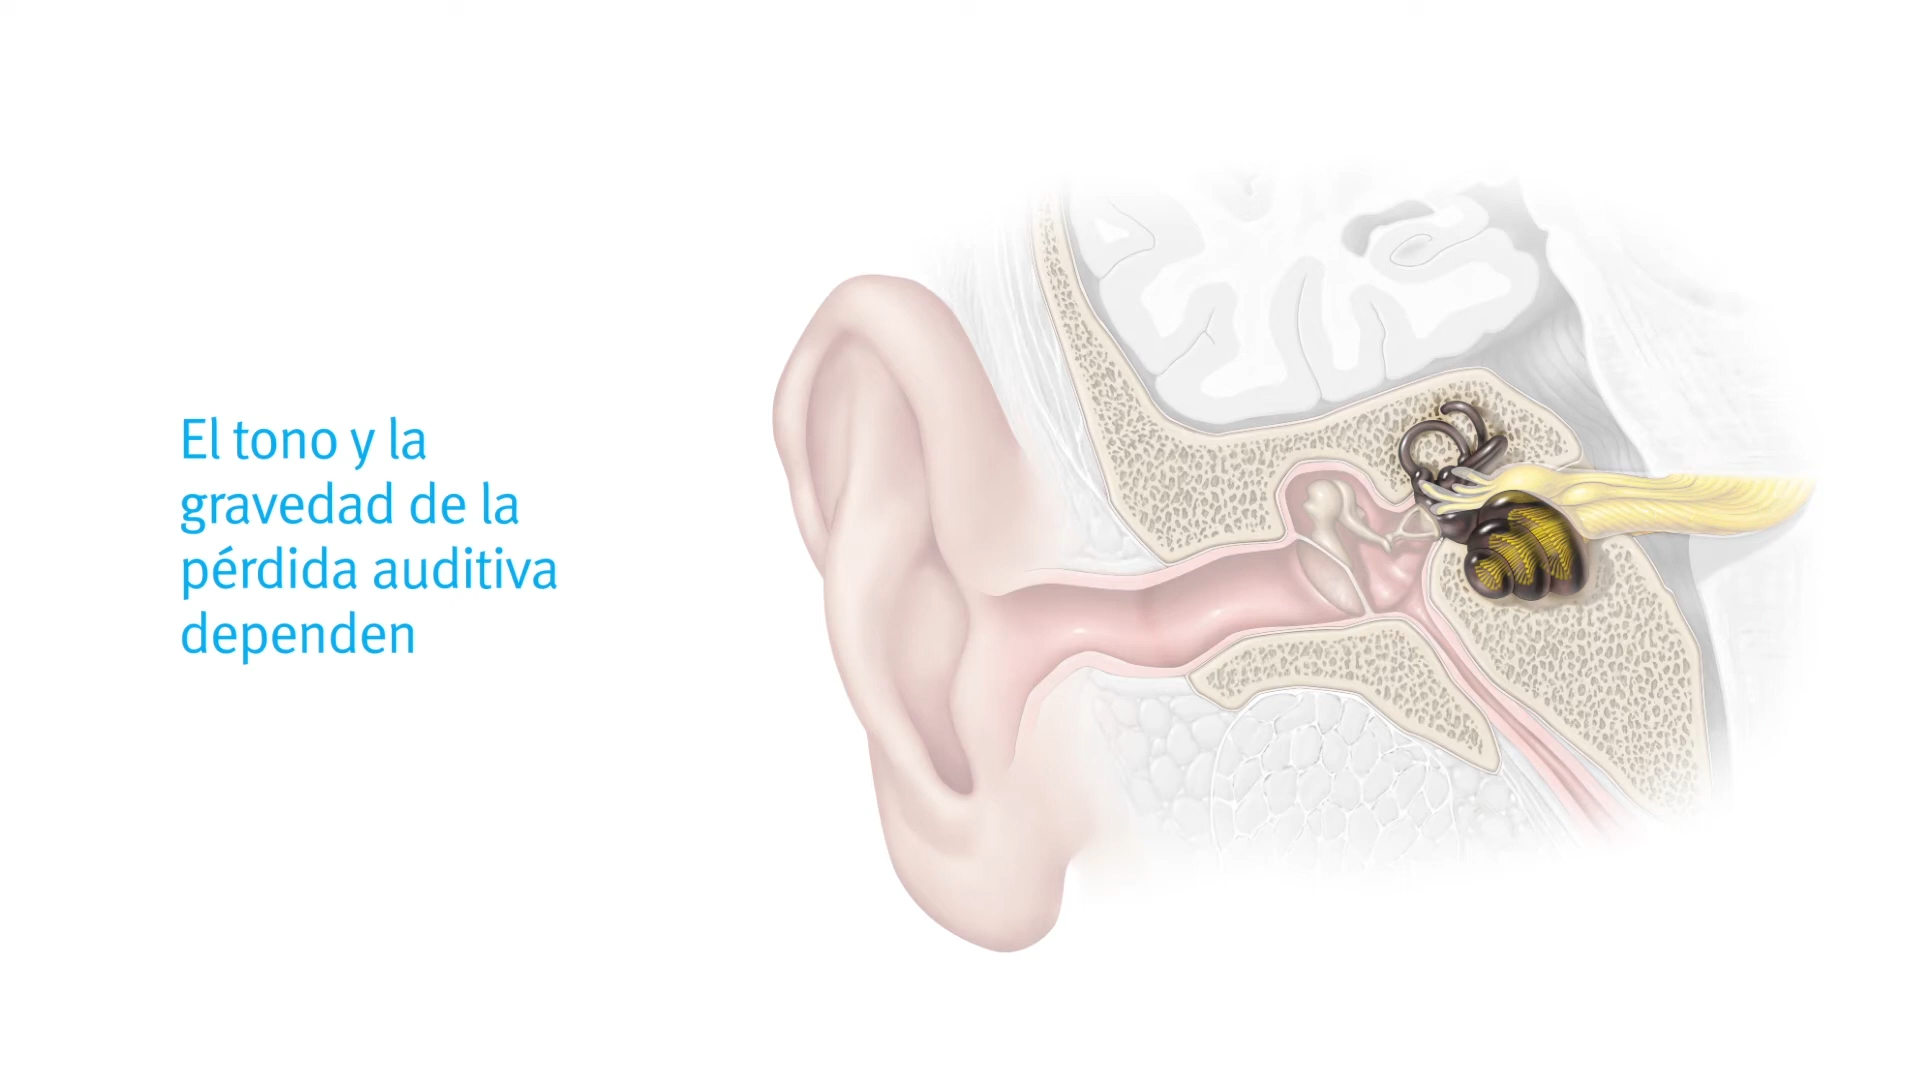 El tono y la
gravedad de la
pérdida auditiva
dependen